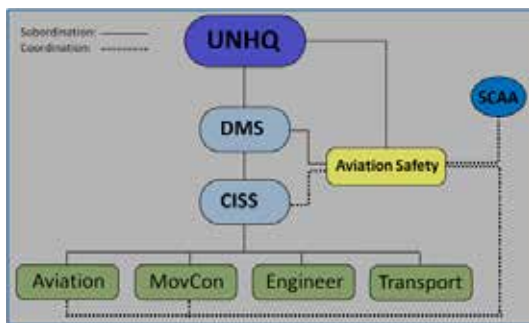 UNHQ
Subordination:
Coordination:
SCAA
DMS
Aviation Safety
CISS
Aviation MovCon Engineer Transport